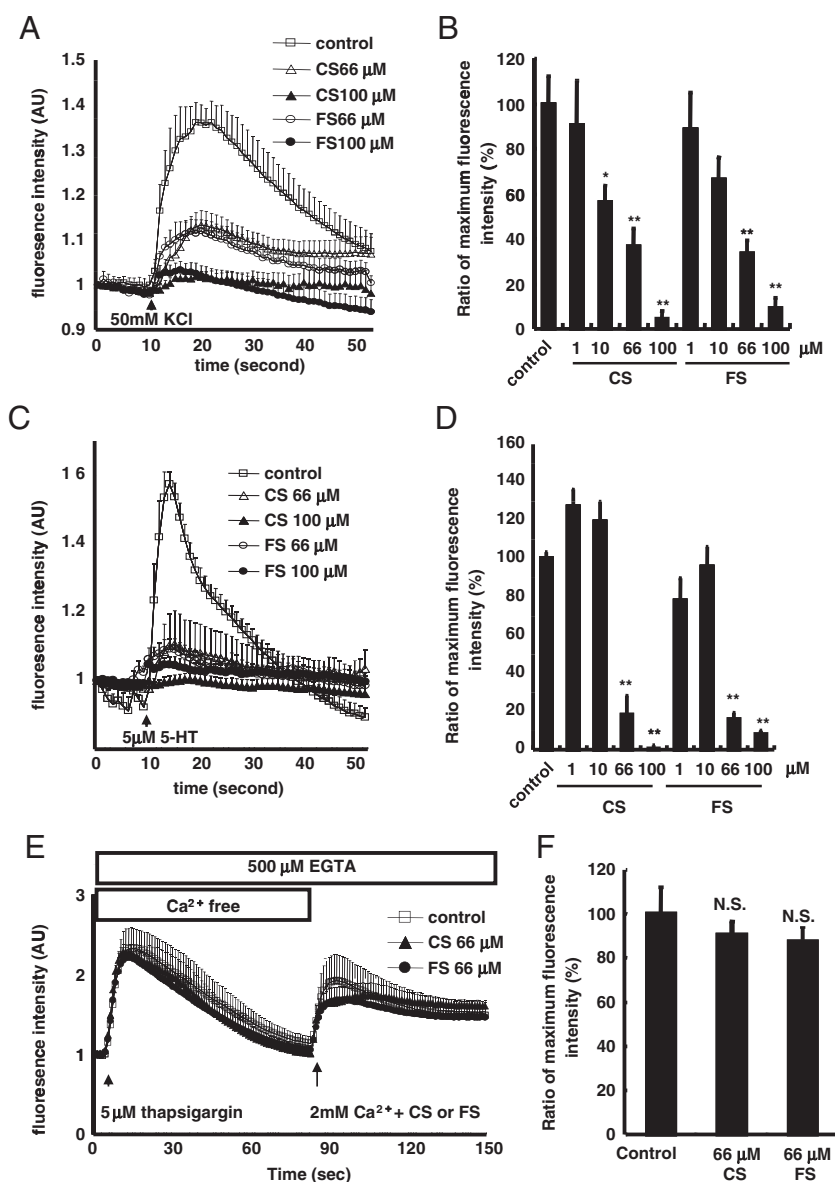 A
1.5
1.4
1.3
1.2
1.1
1.0
0.9
fluoresence intensity (AU)
control
CS66 μM
CS100 μM
FS66 μM
FS100 μM
50mM KCl
0 10 20 30 40 50
time (second)
B
120
100
80
60
40
20
0
Ratio of maximum fluorescence
intensity (%)
* ** ** ** **
control 1 10 66 100 1 10 66 100 μM
CS FS
C
1 6
1.4
1.2
1
fluoresence intensity (AU)
control
CS 66 μM
CS 100 μM
FS 66 μM
FS 100 μM
5μM 5-HT
0 10 20 30 40 50
time (second)
D
160
140
120
100
80
60
40
20
0
Ratio of maximum fluorescence
intensity (%)
** ** ** **
control 1 10 66 100 1 10 66 100 μM
CS FS
E
500 μM EGTA
Ca²⁺ free
3
2
1
0
fluoresence intensity (AU)
control
CS 66 μM
FS 66 μM
5 μM thapsigargin
2mM Ca²⁺+ CS or FS
0 30 60 90 120 150
Time (sec)
F
120
100
80
60
40
20
0
Ratio of maximum fluorescence
intensity (%)
N.S. N.S.
Control 66 μM 66 μM
CS FS